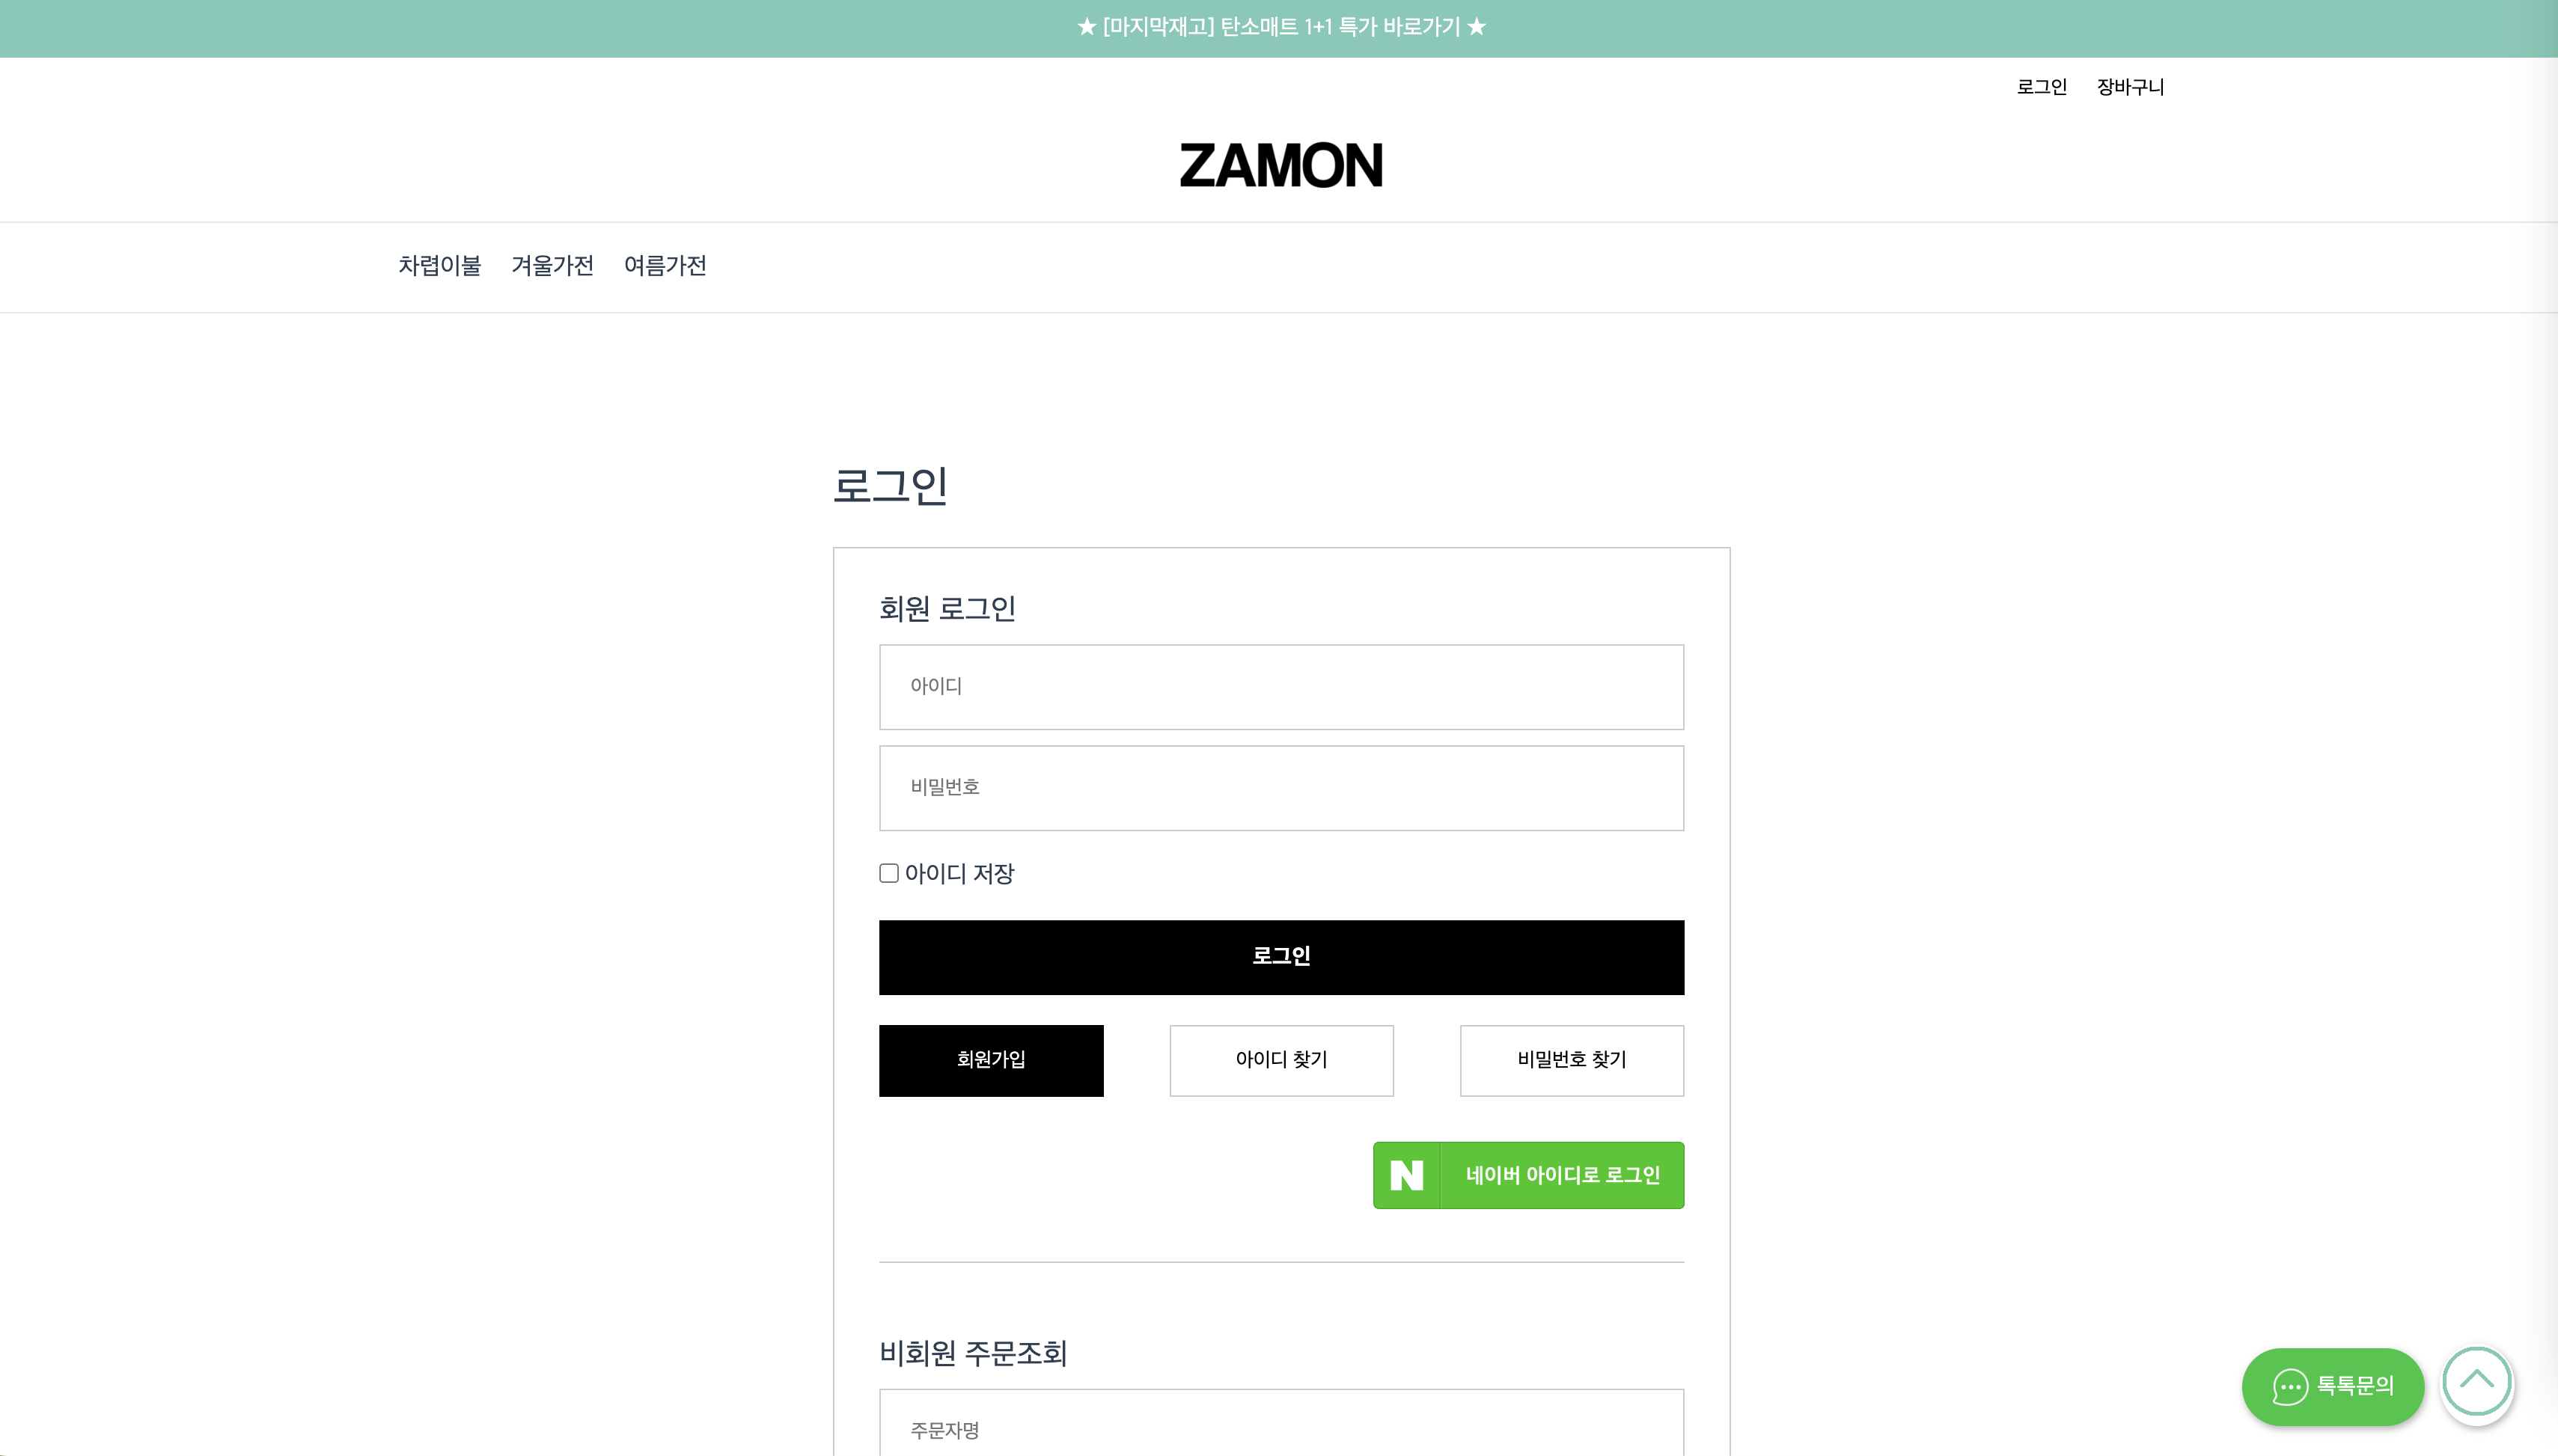 ★ [마지막재고] 탄소매트 1+1 특가 바로가기 ★
로그인 장바구니
ZAMON
차렵이불 겨울가전 여름가전
로그인
회원 로그인
아이디
비밀번호
아이디 저장
로그인
회원가입 아이디 찾기 비밀번호 찾기
N 네이버 아이디로 로그인
비회원 주문조회
주문자명
톡톡문의